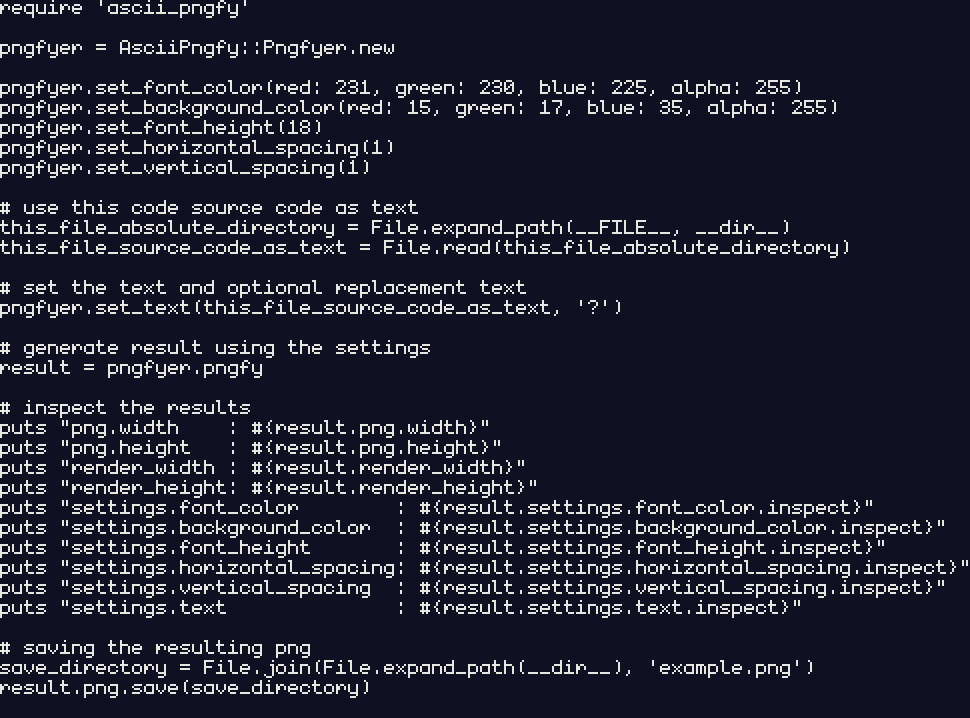 require 'ascii_pngfy'

pngfyer = AsciiPngfy::Pngfyer.new

pngfyer.set_font_color(red: 231, green: 230, blue: 225, alpha: 255)
pngfyer.set_background_color(red: 15, green: 17, blue: 35, alpha: 255)
pngfyer.set_font_height(18)
pngfyer.set_horizontal_spacing(1)
pngfyer.set_vertical_spacing(1)

# use this code source code as text
this_file_absolute_directory = File.expand_path(__FILE__, __dir__)
this_file_source_code_as_text = File.read(this_file_absolute_directory)

# set the text and optional replacement text
pngfyer.set_text(this_file_source_code_as_text, '?')

# generate result using the settings
result = pngfyer.pngfy

# inspect the results
puts "png.width    : #{result.png.width}"
puts "png.height   : #{result.png.height}"
puts "render_width : #{result.render_width}"
puts "render_height: #{result.render_height}"
puts "settings.font_color        : #{result.settings.font_color.inspect}"
puts "settings.background_color  : #{result.settings.background_color.inspect}"
puts "settings.font_height       : #{result.settings.font_height.inspect}"
puts "settings.horizontal_spacing: #{result.settings.horizontal_spacing.inspect}"
puts "settings.vertical_spacing  : #{result.settings.vertical_spacing.inspect}"
puts "settings.text              : #{result.settings.text.inspect}"

# saving the resulting png
save_directory = File.join(File.expand_path(__dir__), 'example.png')
result.png.save(save_directory)